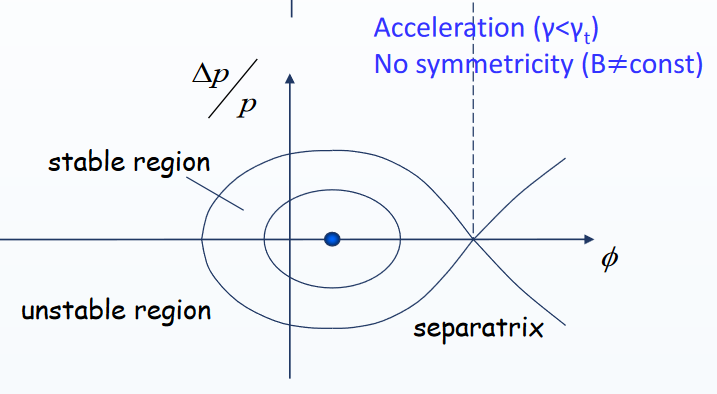 Acceleration (γ<γt)
No symmetricity (B≠const)
Δp/p
stable region
ϕ
unstable region
separatrix